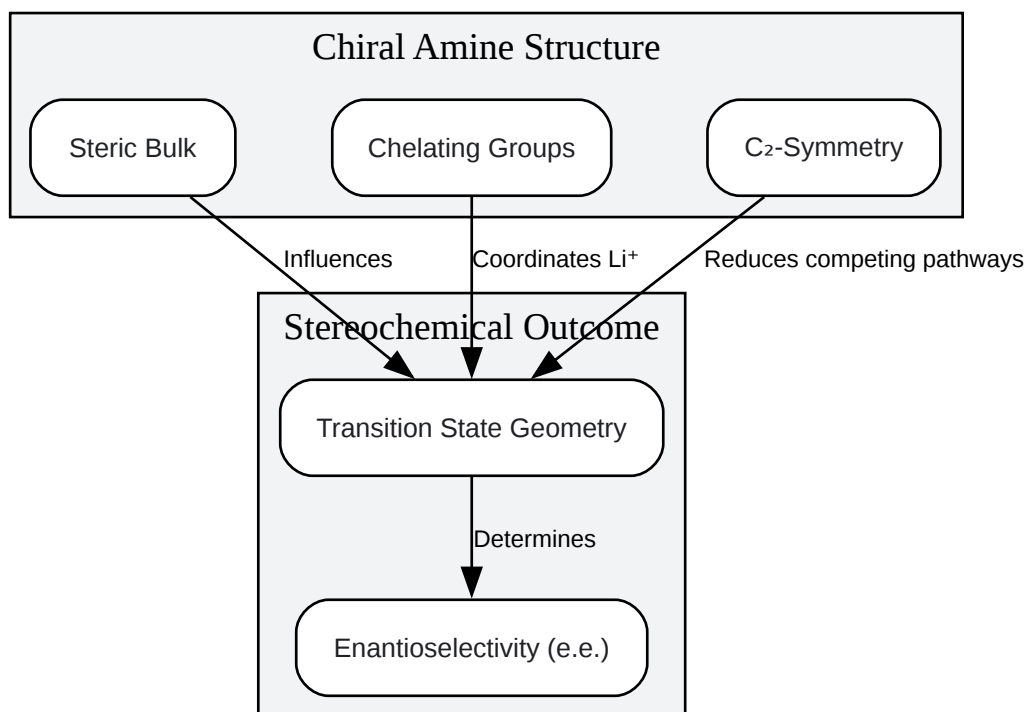 Chiral Amine Structure
Steric Bulk
Chelating Groups
C₂-Symmetry
Influences
Coordinates Li⁺
Reduces competing pathways
Stereochemical Outcome
Transition State Geometry
Determines
Enantioselectivity (e.e.)